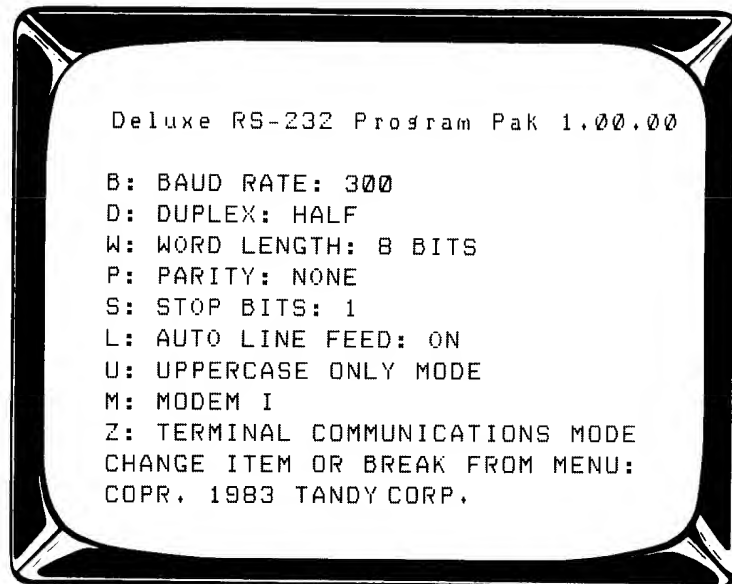 Deluxe RS-232 Program Pak 1.00.00
B: BAUD RATE: 300
D: DUPLEX: HALF
W: WORD LENGTH: 8 BITS
P: PARITY: NONE
S: STOP BITS: 1
L: AUTO LINE FEED: ON
U: UPPERCASE ONLY MODE
M: MODEM I
Z: TERMINAL COMMUNICATIONS MODE
CHANGE ITEM OR BREAK FROM MENU:
COPR. 1983 TANDY CORP.